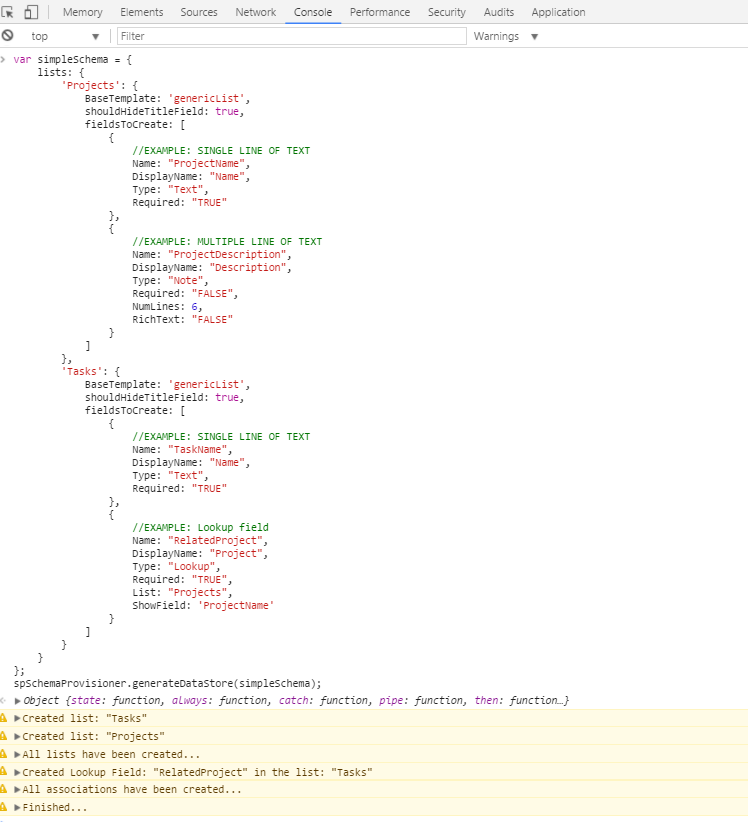 Memory Elements Sources Network Console Performance Security Audits Application
top ▼ Filter Warnings ▼
var simpleSchema = {
    lists: {
        'Projects': {
            BaseTemplate: 'genericList',
            shouldHideTitleField: true,
            fieldsToCreate: [
                {
                    //EXAMPLE: SINGLE LINE OF TEXT
                    Name: "ProjectName",
                    DisplayName: "Name",
                    Type: "Text",
                    Required: "TRUE"
                },
                {
                    //EXAMPLE: MULTIPLE LINE OF TEXT
                    Name: "ProjectDescription",
                    DisplayName: "Description",
                    Type: "Note",
                    Required: "FALSE",
                    NumLines: 6,
                    RichText: "FALSE"
                }
            ]
        },
        'Tasks': {
            BaseTemplate: 'genericList',
            shouldHideTitleField: true,
            fieldsToCreate: [
                {
                    //EXAMPLE: SINGLE LINE OF TEXT
                    Name: "TaskName",
                    DisplayName: "Name",
                    Type: "Text",
                    Required: "TRUE"
                },
                {
                    //EXAMPLE: Lookup field
                    Name: "RelatedProject",
                    DisplayName: "Project",
                    Type: "Lookup",
                    Required: "TRUE",
                    List: "Projects",
                    ShowField: 'ProjectName'
                }
            ]
        }
    }
};
spSchemaProvisioner.generateDataStore(simpleSchema);
▶Object {state: function, always: function, catch: function, pipe: function, then: function…}
▶Created list: "Tasks"
▶Created list: "Projects"
▶All lists have been created...
▶Created Lookup Field: "RelatedProject" in the list: "Tasks"
▶All associations have been created...
▶Finished...